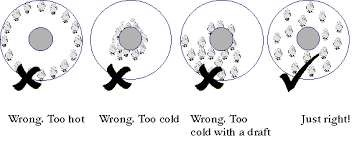 Wrong. Too hot
Wrong. Too cold
Wrong. Too
cold with a draft
Just right!